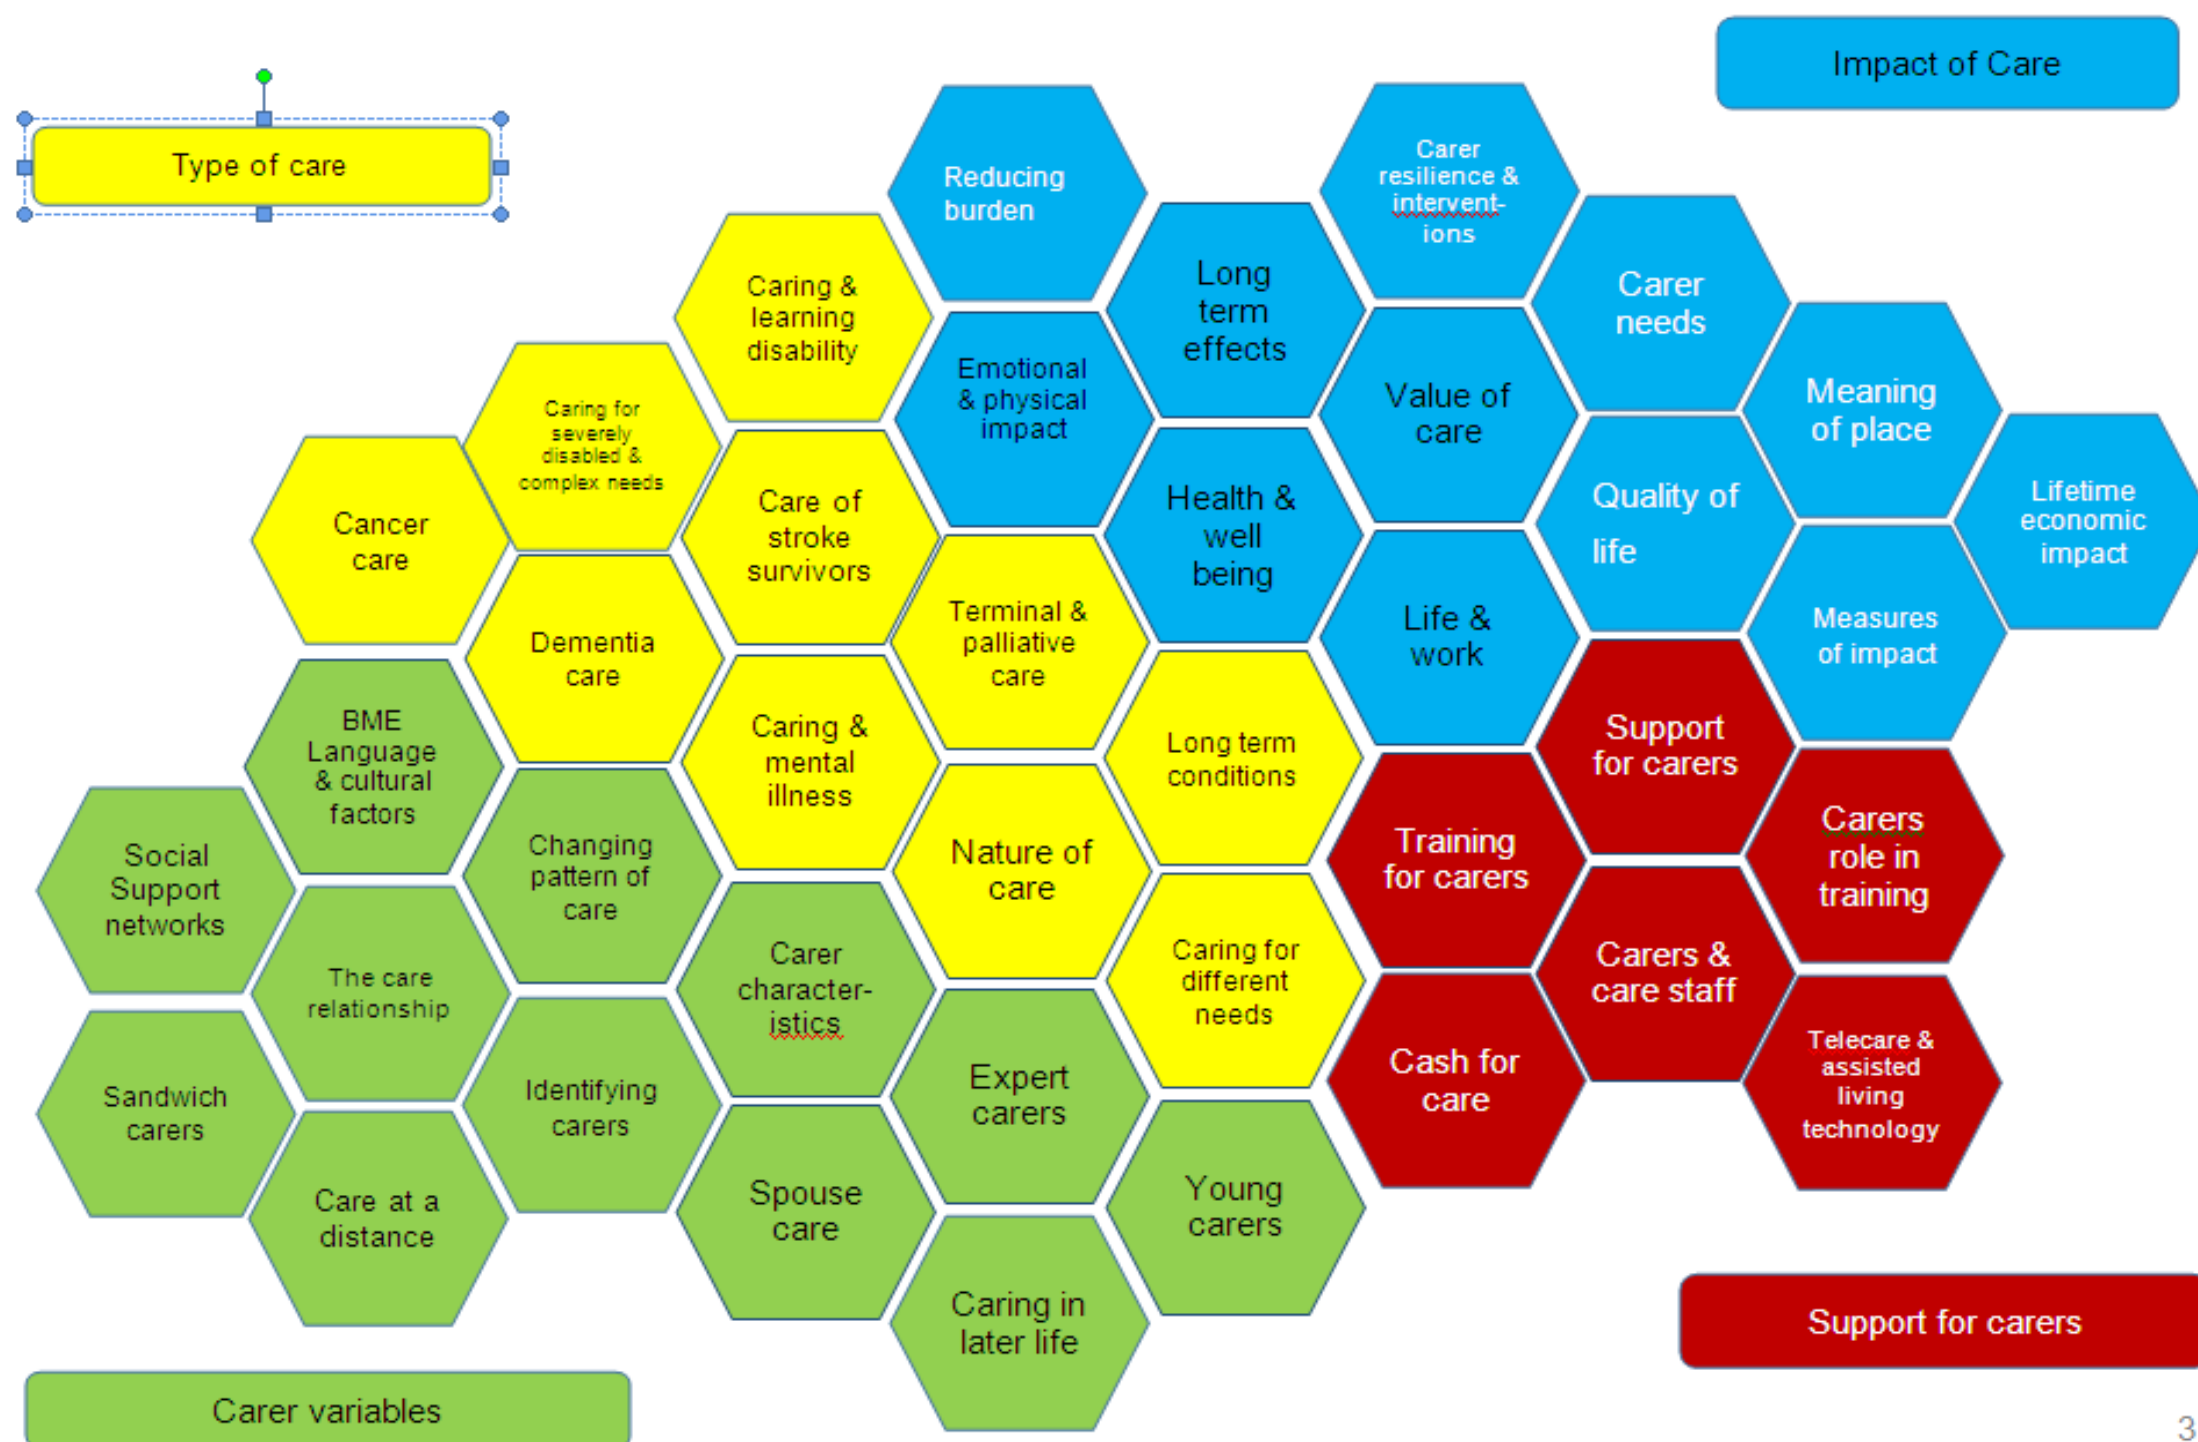 Impact of Care
Type of care
Reducing
burden
Carer
resilience &
intervent-
ions
Caring &
learning
disability
Long
term
effects
Carer
needs
Caring for
severely
disabled &
complex needs
Emotional
& physical
impact
Value of
care
Meaning
of place
Cancer
care
Care of
stroke
survivors
Health &
well
being
Quality of
life
Lifetime
economic
impact
Dementia
care
Terminal &
palliative
care
Life &
work
Measures
of impact
BME
Language
& cultural
factors
Caring &
mental
illness
Long term
conditions
Support
for carers
Social
Support
networks
Changing
pattern of
care
Nature of
care
Training
for carers
Carers
role in
training
The care
relationship
Carer
character-
istics
Caring for
different
needs
Carers &
care staff
Sandwich
carers
Identifying
carers
Expert
carers
Cash for
care
Telecare &
assisted
living
technology
Care at a
distance
Spouse
care
Young
carers
Caring in
later life
Support for carers
Carer variables
3